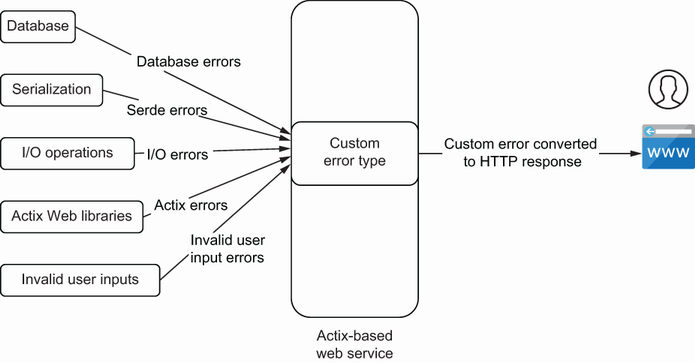 Database
Database errors
Serialization
Serde errors
I/O operations
I/O errors
Actix Web libraries
Actix errors
Invalid user inputs
Invalid user
input errors
Custom
error type
Custom error converted
to HTTP response
WWW
Actix-based
web service